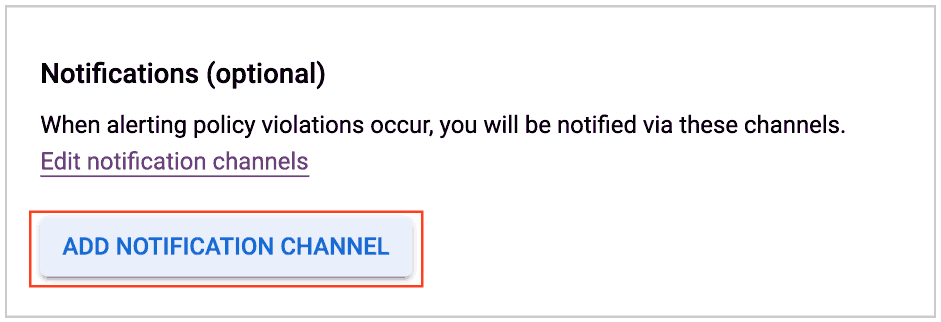 Notifications (optional)
When alerting policy violations occur, you will be notified via these channels.
Edit notification channels
ADD NOTIFICATION CHANNEL